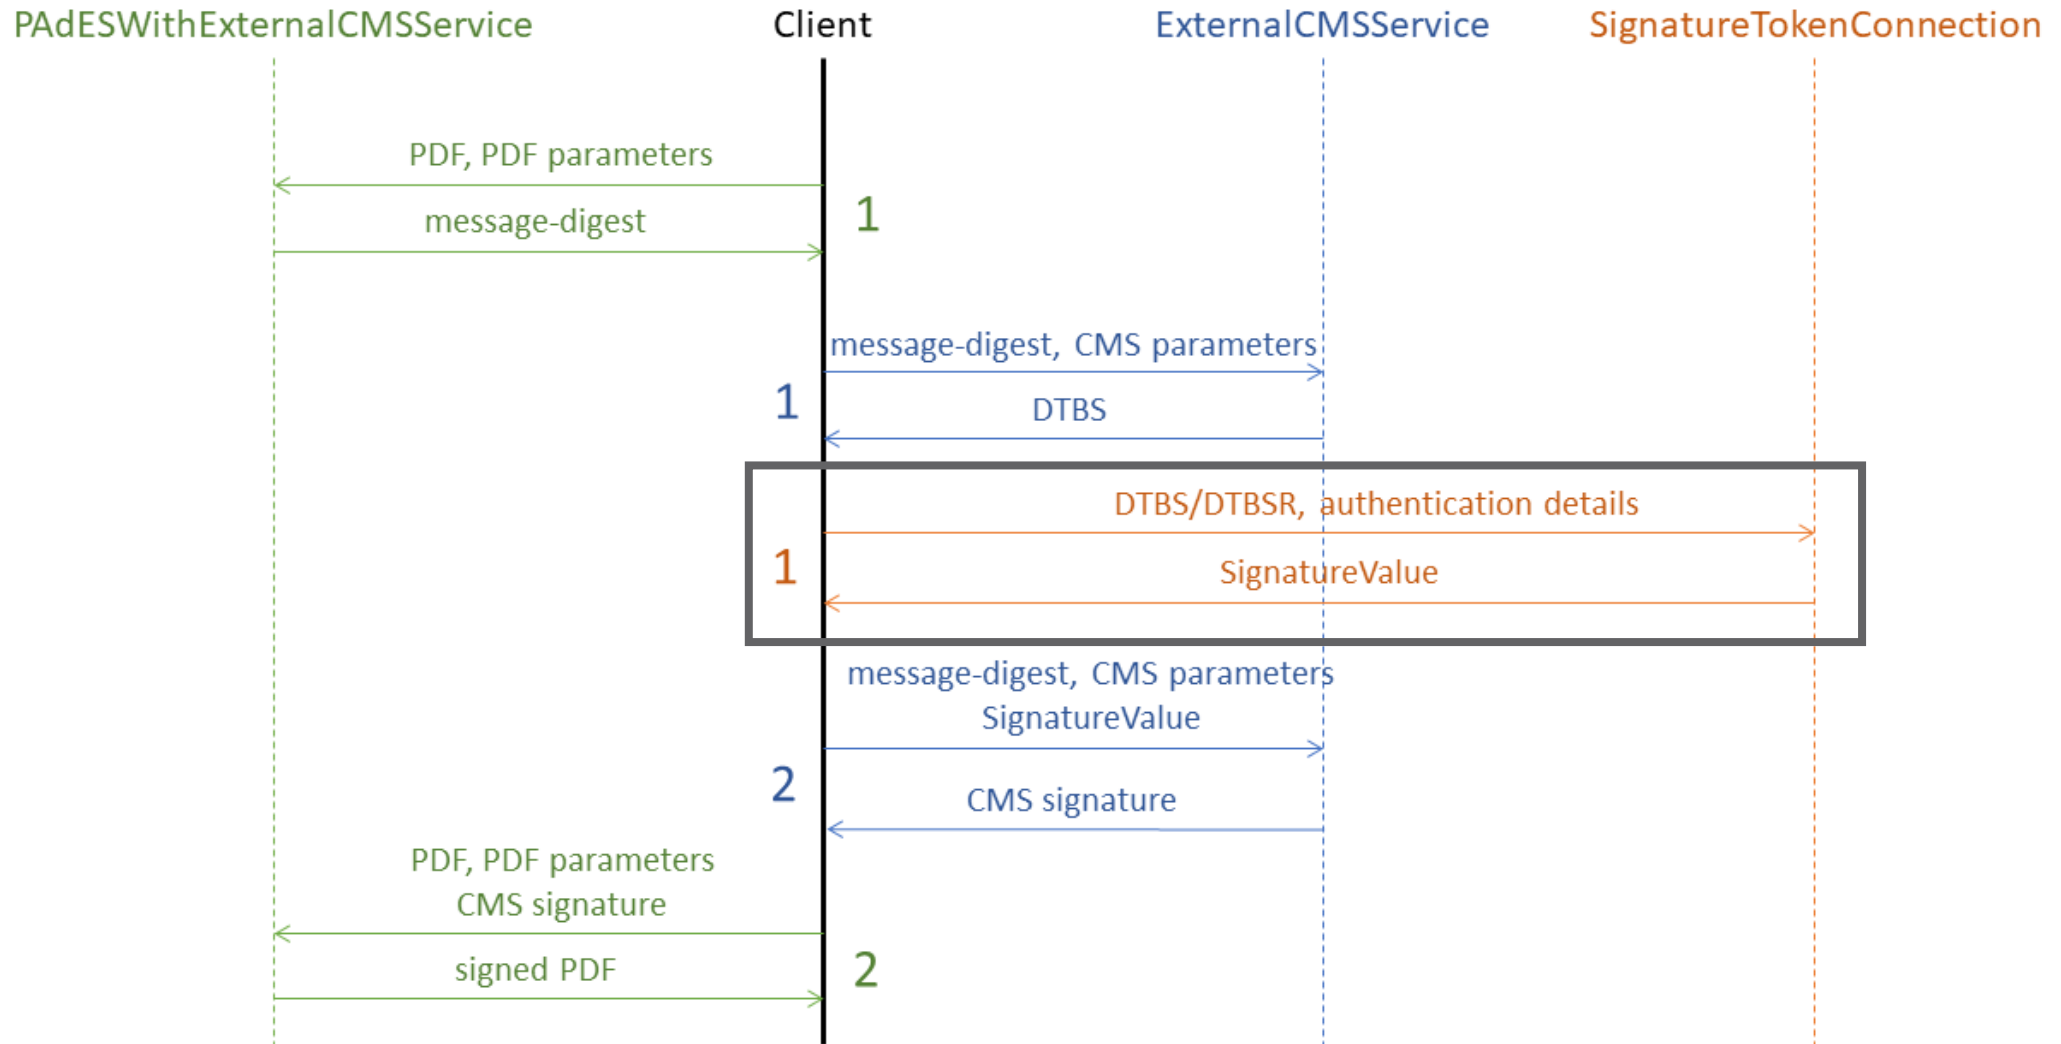 PAdESWithExternalCMSService
Client
ExternalCMSService
SignatureTokenConnection
PDF, PDF parameters
message-digest
1
message-digest, CMS parameters
1
DTBS
DTBS/DTBSR, authentication details
1
SignatureValue
message-digest, CMS parameters
SignatureValue
2
CMS signature
PDF, PDF parameters
CMS signature
signed PDF
2